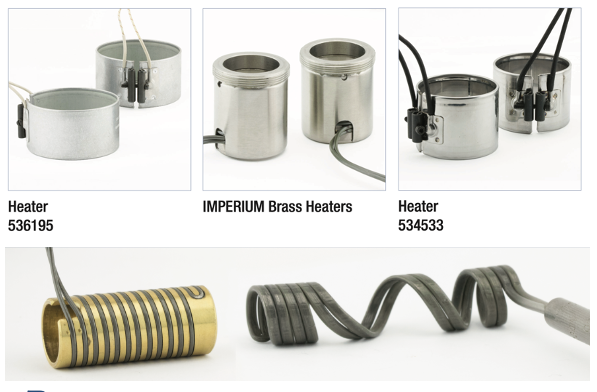 Heater
536195
IMPERIUM Brass Heaters
Heater
534533